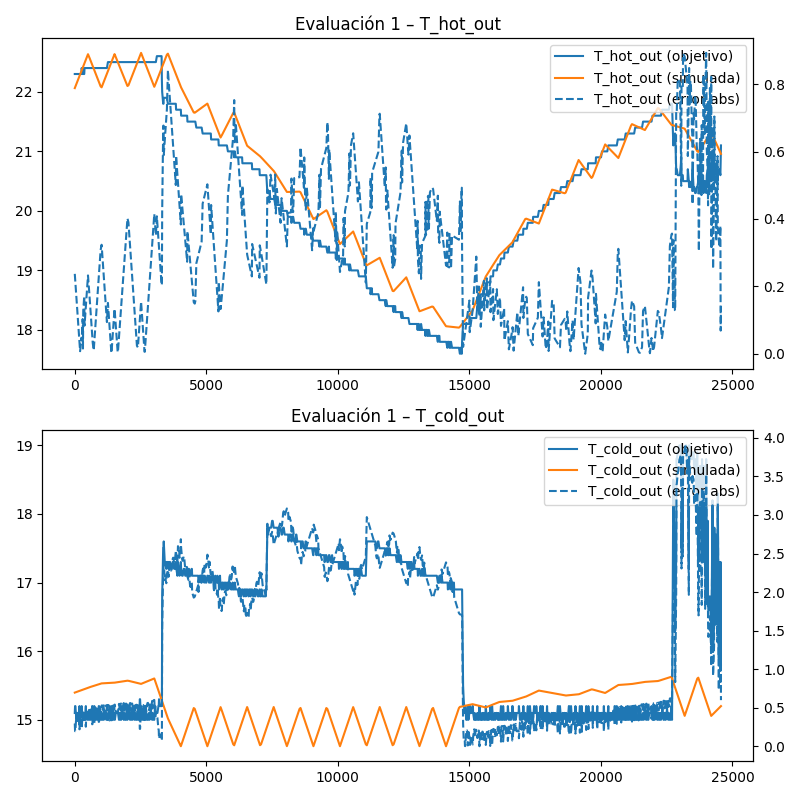 Evaluación 1 – T_hot_out
T_hot_out (objetivo)
T_hot_out (simulada)
T_hot_out (error abs)
22
21
20
19
18
0.8
0.6
0.4
0.2
0.0
0 5000 10000 15000 20000 25000
Evaluación 1 – T_cold_out
T_cold_out (objetivo)
T_cold_out (simulada)
T_cold_out (error abs)
19
18
17
16
15
4.0
3.5
3.0
2.5
2.0
1.5
1.0
0.5
0.0
0 5000 10000 15000 20000 25000